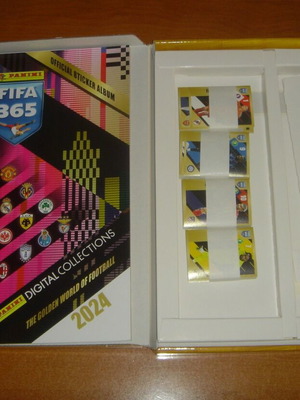 PANINI
FIFA
365
OFFICIAL STICKER ALBUM
PANINI
DIGITAL COLLECTIONS
THE GOLDEN WORLD OF FOOTBALL
2024